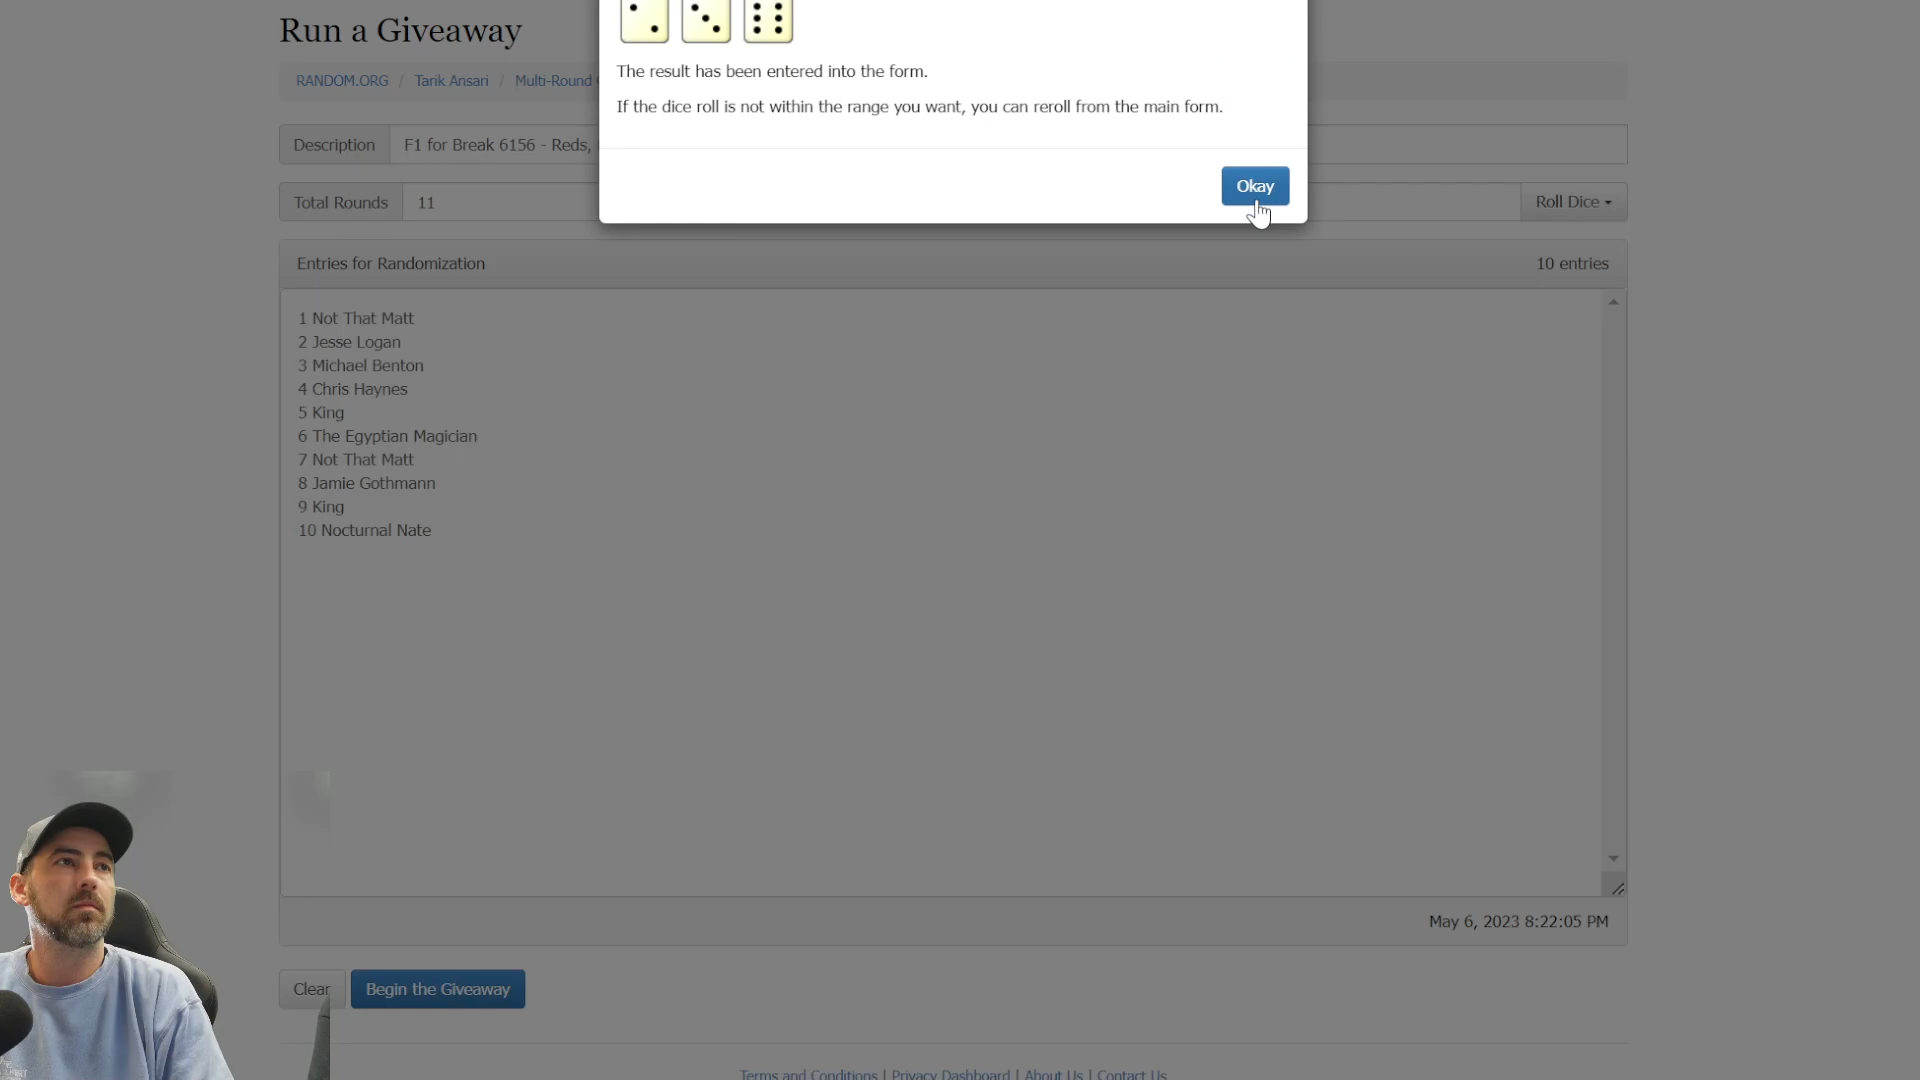 Run a Giveaway
RANDOM.ORG / Tarik Ansari / Multi-Round
The result has been entered into the form.
If the dice roll is not within the range you want, you can reroll from the main form.
Description F1 for Break 6156 - Reds,
Okay
Total Rounds 11 Roll Dice
Entries for Randomization 10 entries
1 Not That Matt
2 Jesse Logan
3 Michael Benton
4 Chris Haynes
5 King
6 The Egyptian Magician
7 Not That Matt
8 Jamie Gothmann
9 King
10 Nocturnal Nate
May 6, 2023 8:22:05 PM
Clear Begin the Giveaway
Terms and Conditions | Privacy Dashboard | About Us | Contact Us